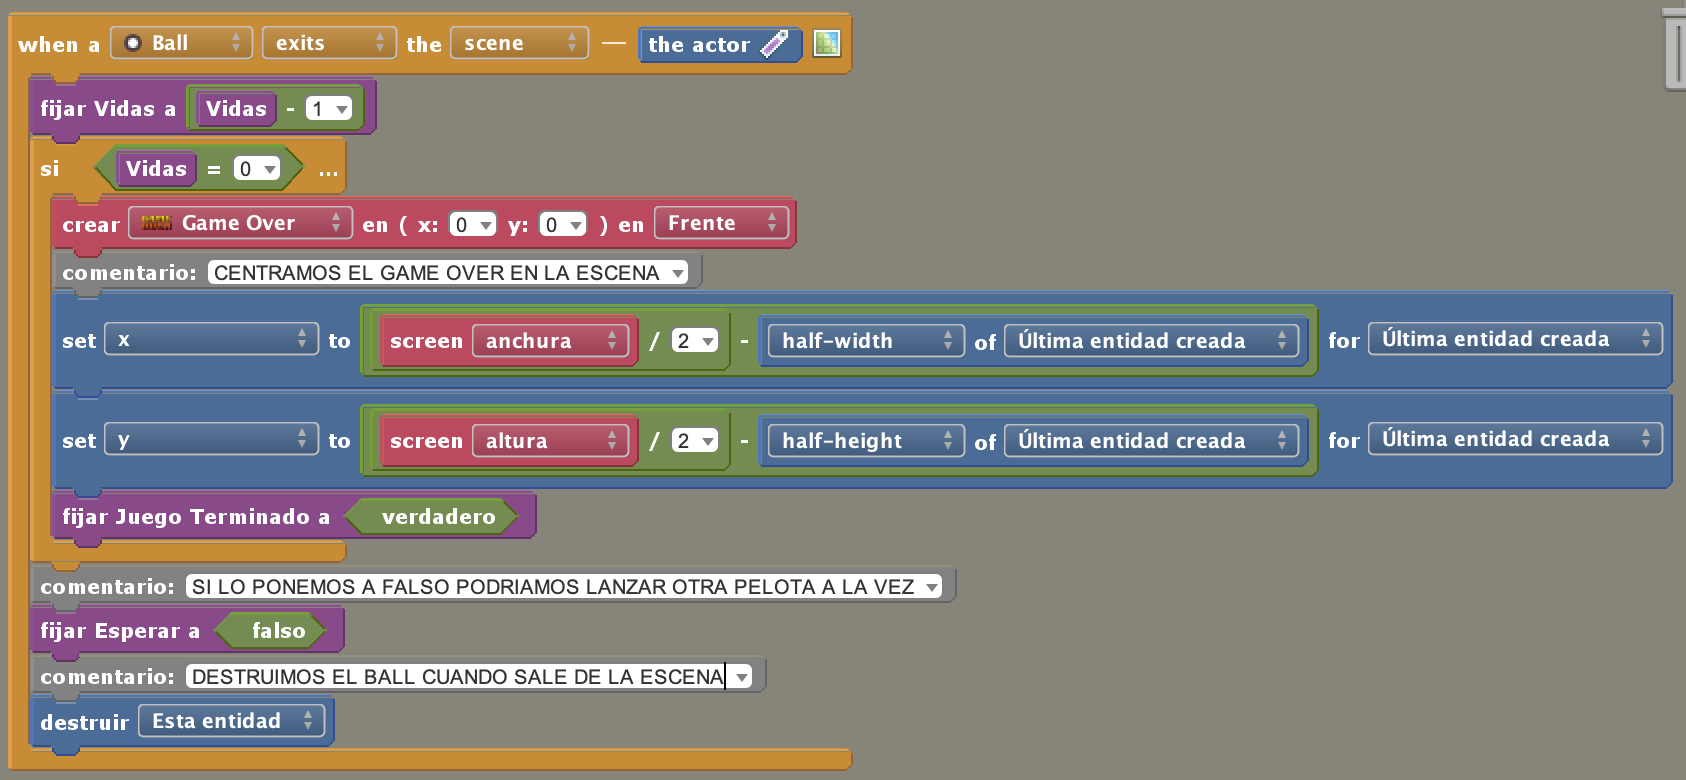 when a Ball exits the scene — the actor
fijar Vidas a Vidas - 1
si Vidas = 0 ...
crear Game Over en ( x: 0 y: 0 ) en Frente
comentario: CENTRAMOS EL GAME OVER EN LA ESCENA
set x to screen anchura / 2 - half-width of Última entidad creada for Última entidad creada
set y to screen altura / 2 - half-height of Última entidad creada for Última entidad creada
fijar Juego Terminado a verdadero
comentario: SI LO PONEMOS A FALSO PODRIAMOS LANZAR OTRA PELOTA A LA VEZ
fijar Esperar a falso
comentario: DESTRUIMOS EL BALL CUANDO SALE DE LA ESCENA
destruir Esta entidad